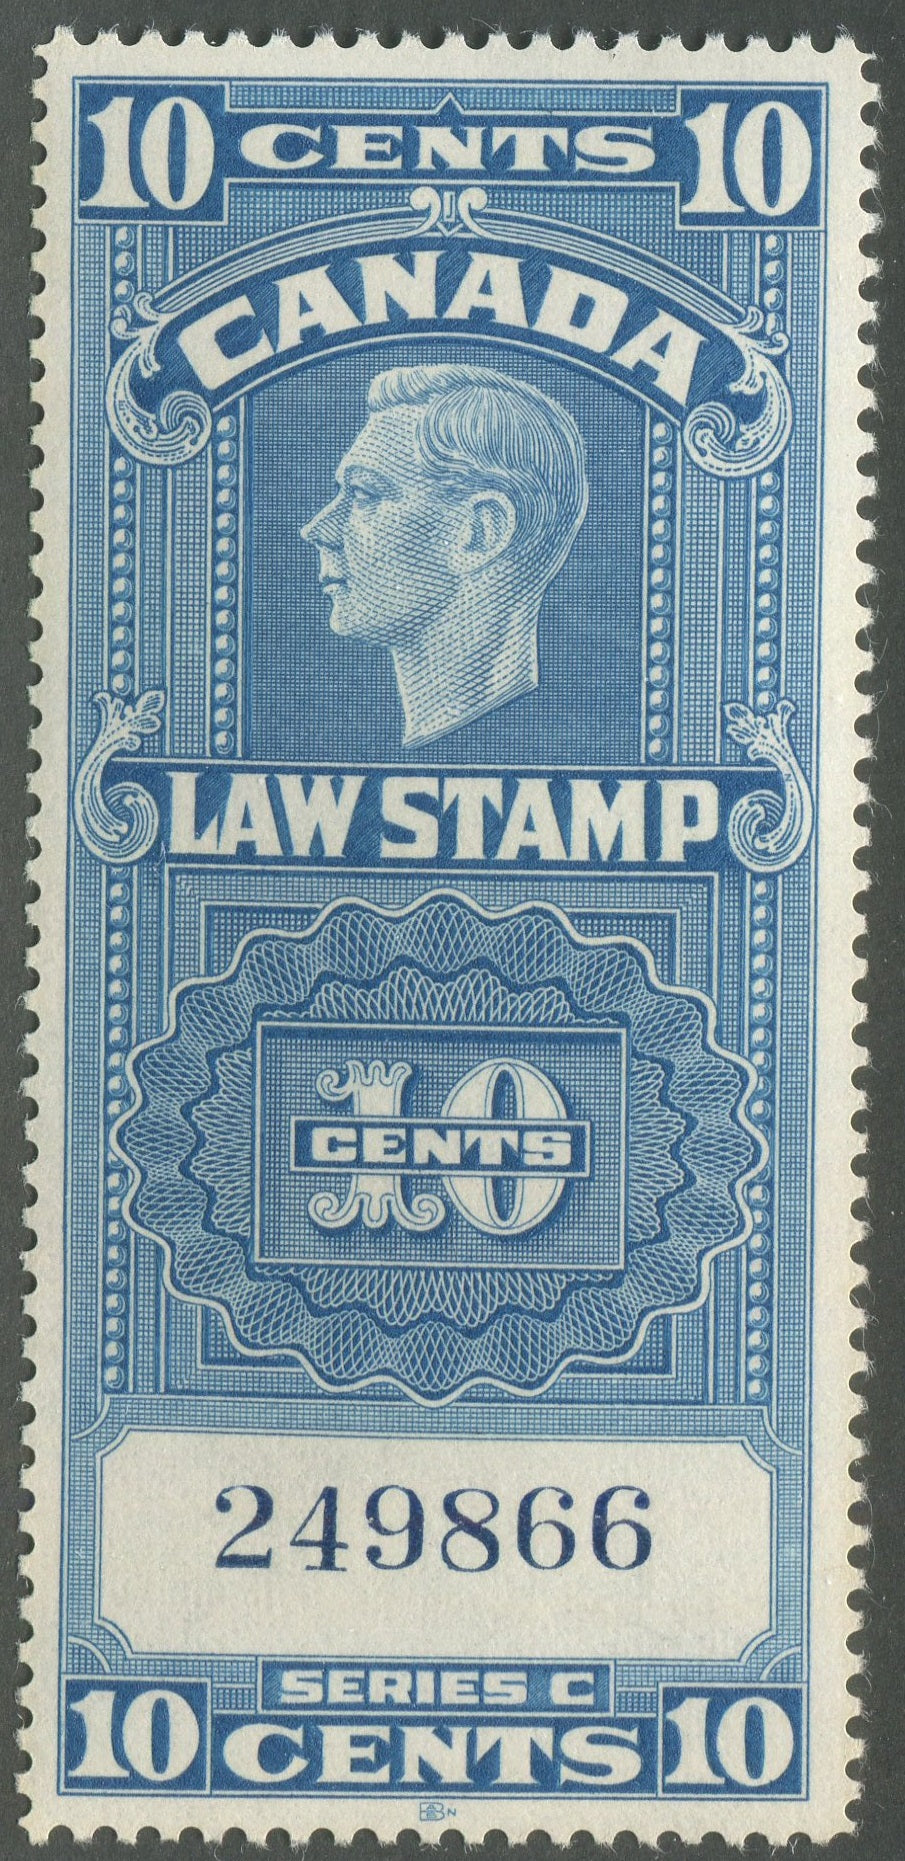 10 CENTS 10
CANADA
LAW STAMP
10
CENTS
249866
SERIES C
10 CENTS 10